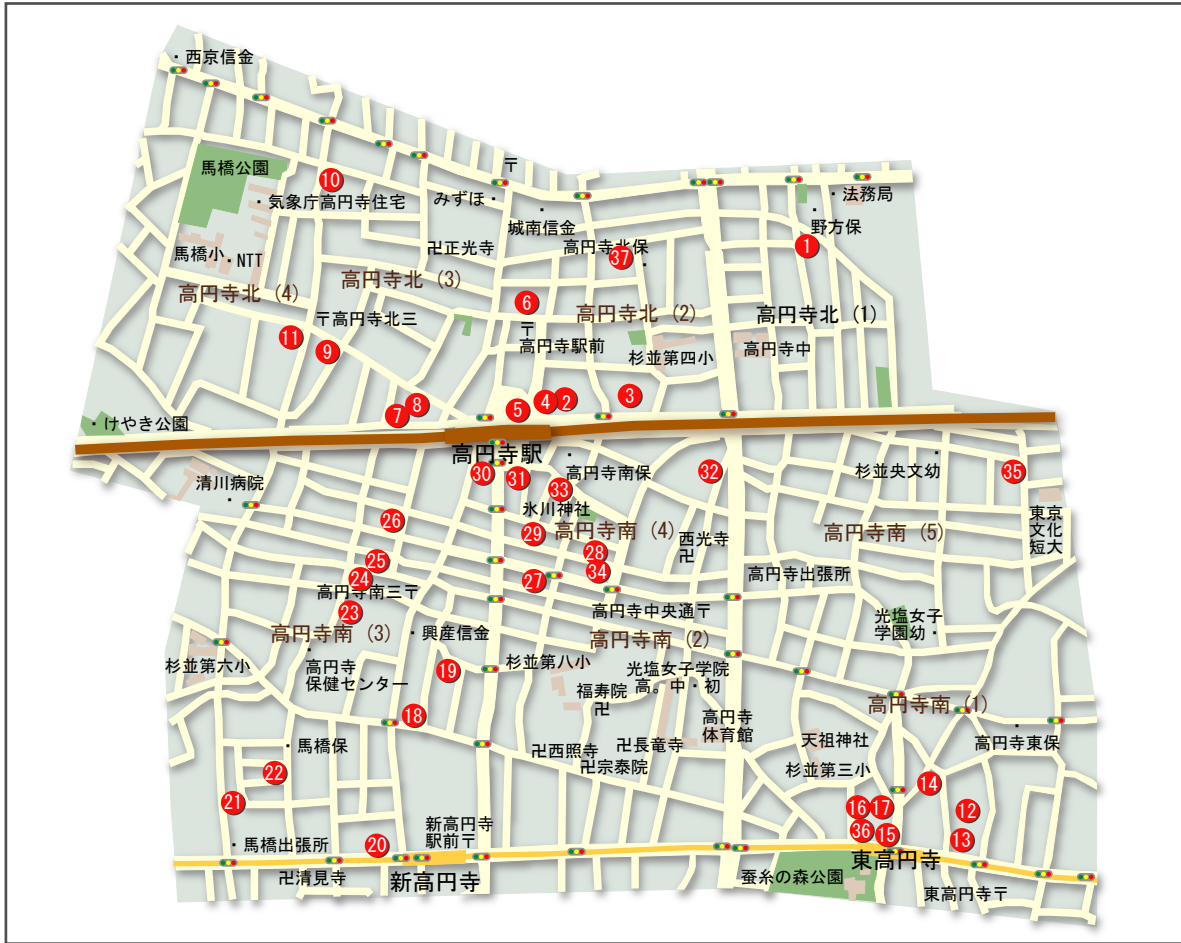 ・西京信金
馬橋公園
10
・気象庁高円寺住宅
〒
みずほ・
城南信金
・法務局
野方保
1
馬橋小
・NTT
卍正光寺
高円寺北保
37
高円寺北(4)
高円寺北(3)
6
高円寺北(2)
高円寺北(1)
〒高円寺北三
〒
高円寺駅前
11
9
杉並第四小
高円寺中
7
8
5
4
2
3
・けやき公園
高円寺駅
30
31
33
高円寺南保
32
杉並央文幼
35
清川病院
26
氷川神社
29
高円寺南(4)
28
34
27
西光寺
卍
高円寺南(5)
東京
文化
短大
25
24
高円寺南三〒
23
高円寺南(3)
・興産信金
高円寺中央通〒
高円寺南(2)
高円寺出張所
光塩女子
学園幼・
杉並第六小
高円寺
保健センター
19
杉並第八小
光塩女子学院
高。中・初
福寿院
卍
18
高円寺
体育館
高円寺南(1)
天祖神社
高円寺東保
・馬橋保
22
21
卍西照寺
卍長竜寺
卍宗泰院
杉並第三小
14
16
17
12
36
15
13
・馬橋出張所
20
新高円寺
駅前〒
卍清見寺
新高円寺
東高円寺
蚕糸の森公園
東高円寺〒